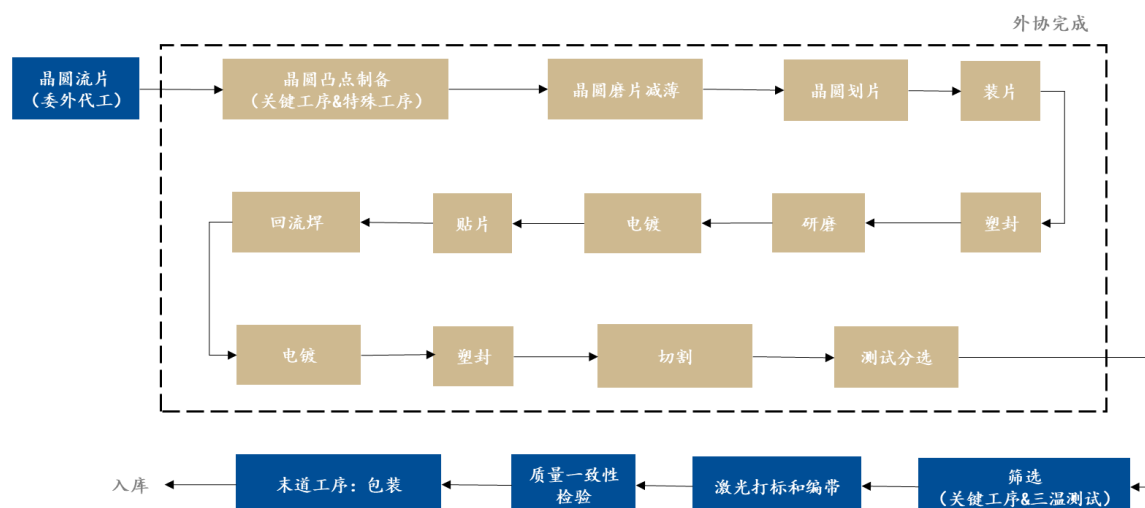 外协完成
晶圆流片
（委外代工）
晶圆凸点制备
（关键工序&特殊工序）
晶圆磨片减薄
晶圆划片
装片
塑封
研磨
电镀
贴片
回流焊
电镀
塑封
切割
测试分选
筛选
（关键工序&三温测试）
激光打标和编带
质量一致性
检验
末道工序：包装
入库